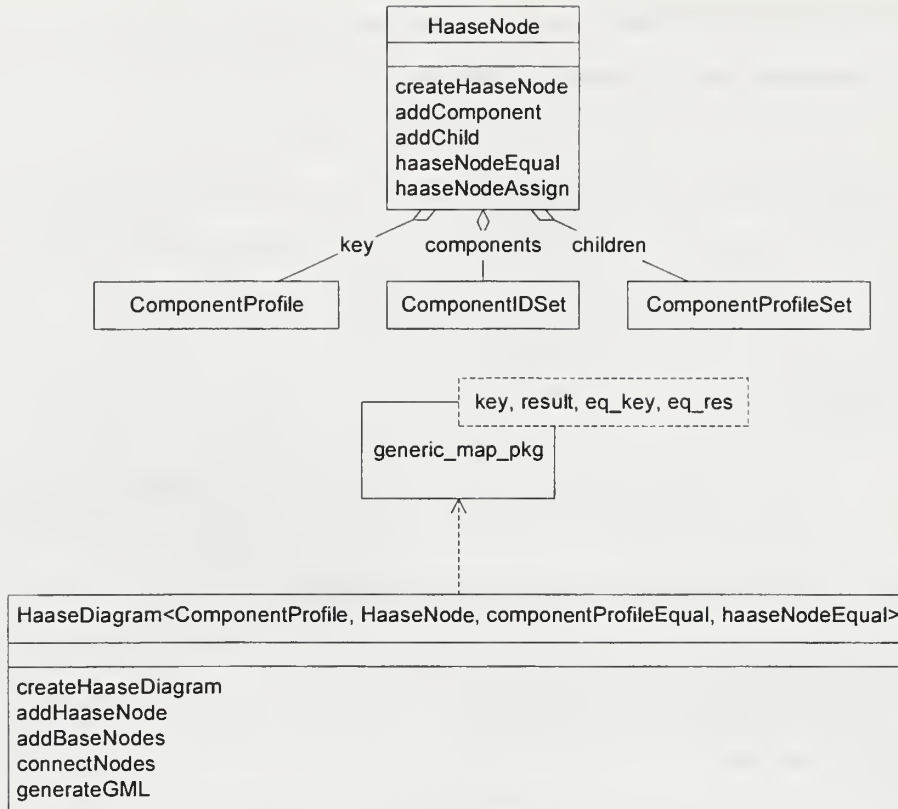 HaaseNode
createHaaseNode
addComponent
addChild
haaseNodeEqual
haaseNodeAssign
key
components
children
ComponentProfile
ComponentIDSet
ComponentProfileSet
key, result, eq_key, eq_res
generic_map_pkg
HaaseDiagram<ComponentProfile, HaaseNode, componentProfileEqual, haaseNodeEqual>
createHaaseDiagram
addHaaseNode
addBaseNodes
connectNodes
generateGML